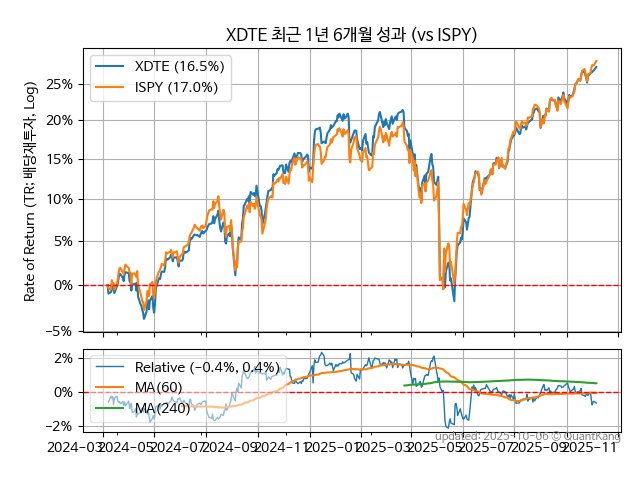 XDTE 최근 1년 6개월 성과 (vs ISPY)
XDTE (16.5%)
ISPY (17.0%)
Rate of Return (TR: 배당재투자, Log)
25%
20%
15%
10%
5%
0%
−5%
Relative (−0.4%, 0.4%)
MA(60)
MA(240)
2%
0%
−2%
2024-03 2024-05 2024-07 2024-09 2024-11 2025-01 2025-03 2025-05 2025-07 2025-09 2025-11
updated: 2025-10-06 © QuantKang